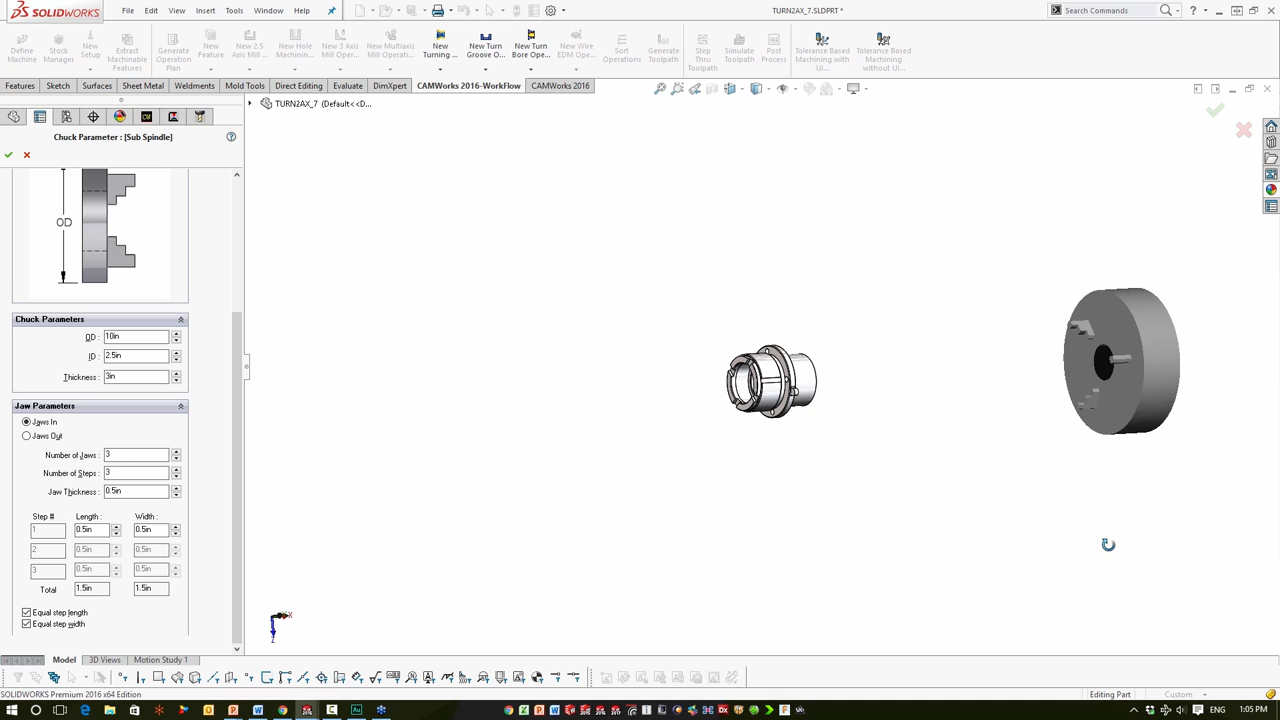 SOLIDWORKS File Edit View Insert Tools Window Help TURN2AX_7.SLDPRT * Search Commands
Define Machine
Stock Manager
New Setup
Extract Machinable Features
Generate Operation Plan
New Feature
New 2.5 Axis Mill ...
New Hole Machinin...
New 3 Axis Mill Oper...
New Multiaxis Mill Operati...
New Turning ...
New Turn Groove O...
New Turn Bore Ope...
New Wire EDM Ope...
Sort Operations
Generate Toolpath
Step Thru Toolpath
Simulate Toolpath
Post Process
Tolerance Based Machining with UI...
Tolerance Based Machining without UI...
Features Sketch Surfaces Sheet Metal Weldments Mold Tools Direct Editing Evaluate DimXpert CAMWorks 2016-WorkFlow CAMWorks 2016
TURN2AX_7 (Default<<D...
Chuck Parameter : [Sub Spindle]
OD
Chuck Parameters
OD: 10in
ID : 2.5in
Thickness : 3in
Jaw Parameters
Jaws In
Jaws Out
Number of Jaws : 3
Number of Steps : 3
Jaw Thickness : 0.5in
Step # Length : Width :
1 0.5in 0.5in
2 0.5in 0.5in
3 0.5in 0.5in
Total 1.5in 1.5in
Equal step length
Equal step width
X
Z
Model 3D Views Motion Study 1
SOLIDWORKS Premium 2016 x64 Edition Editing Part Custom
ENG 1:05 PM